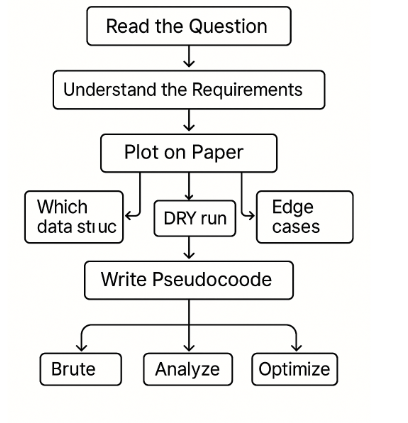 Read the Question
Understand the Requirements
Plot on Paper
Which
data stıuc
DRY run
Edge
cases
Write Pseudocoode
Brute
Analyze
Optimize